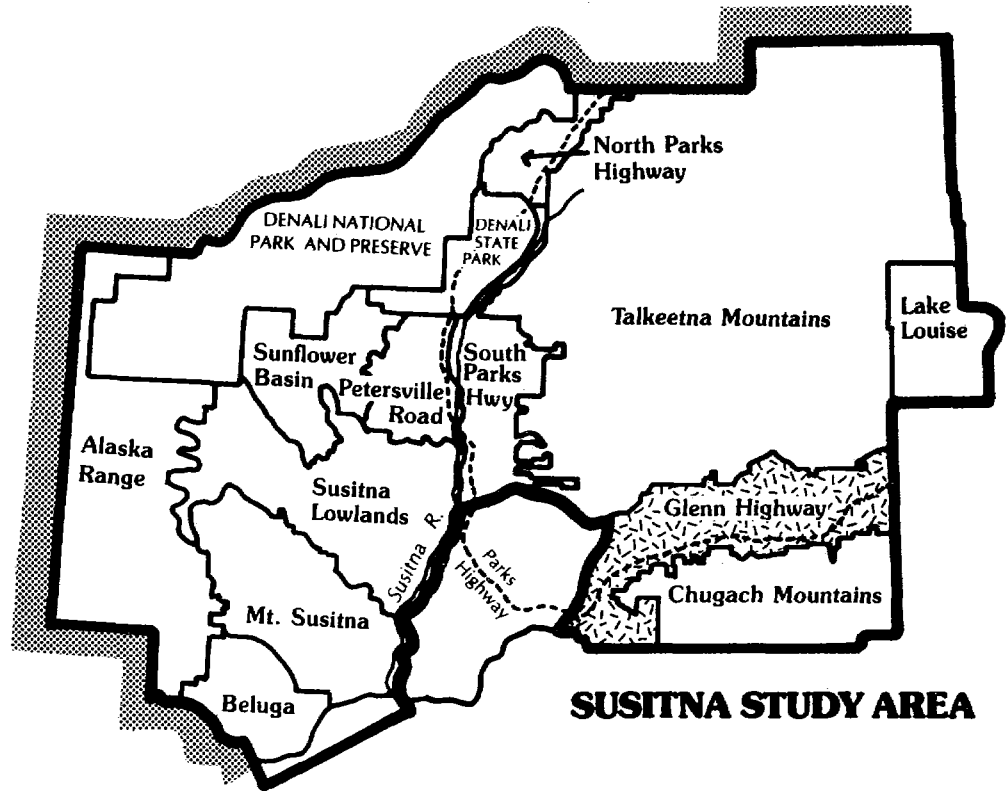 North Parks
Highway
DENALI NATIONAL
PARK AND PRESERVE
DENALI
STATE
PARK
Talkeetna Mountains
Lake
Louise
Sunflower
Basin
Petersville
Road
South
Parks
Hwy
Alaska
Range
Susitna
Lowlands
Glenn Highway
Susitna R.
Parks
Highway
Chugach Mountains
Mt. Susitna
Beluga
SUSITNA STUDY AREA